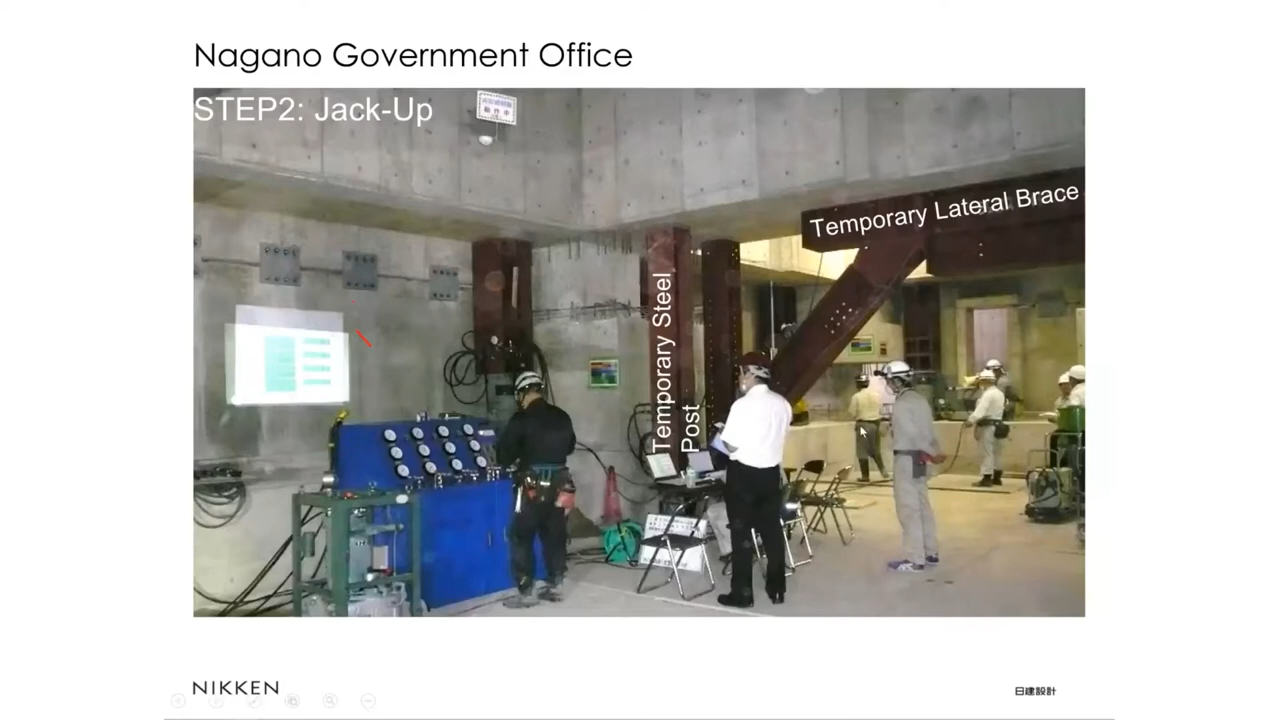 Nagano Government Office
STEP2: Jack-Up
Temporary Lateral Brace
Temporary Steel
Post
NIKKEN
日建設計